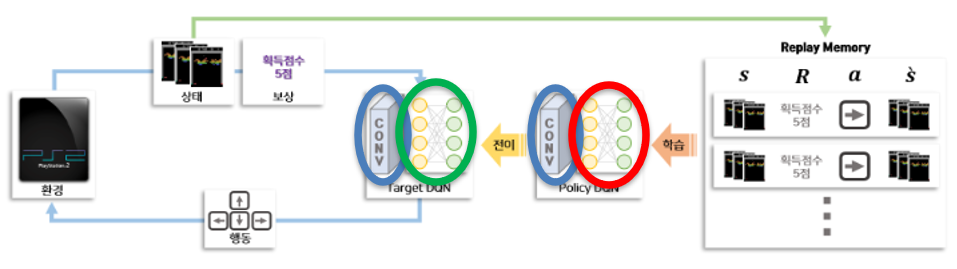 획득점수
5점
상태
보상
Replay Memory
s R a s̀
획득점수
5점
획득점수
5점
PS2
PlayStation.2
환경
CONV
Target DQN
전이
CONV
Policy DQN
학습
행동